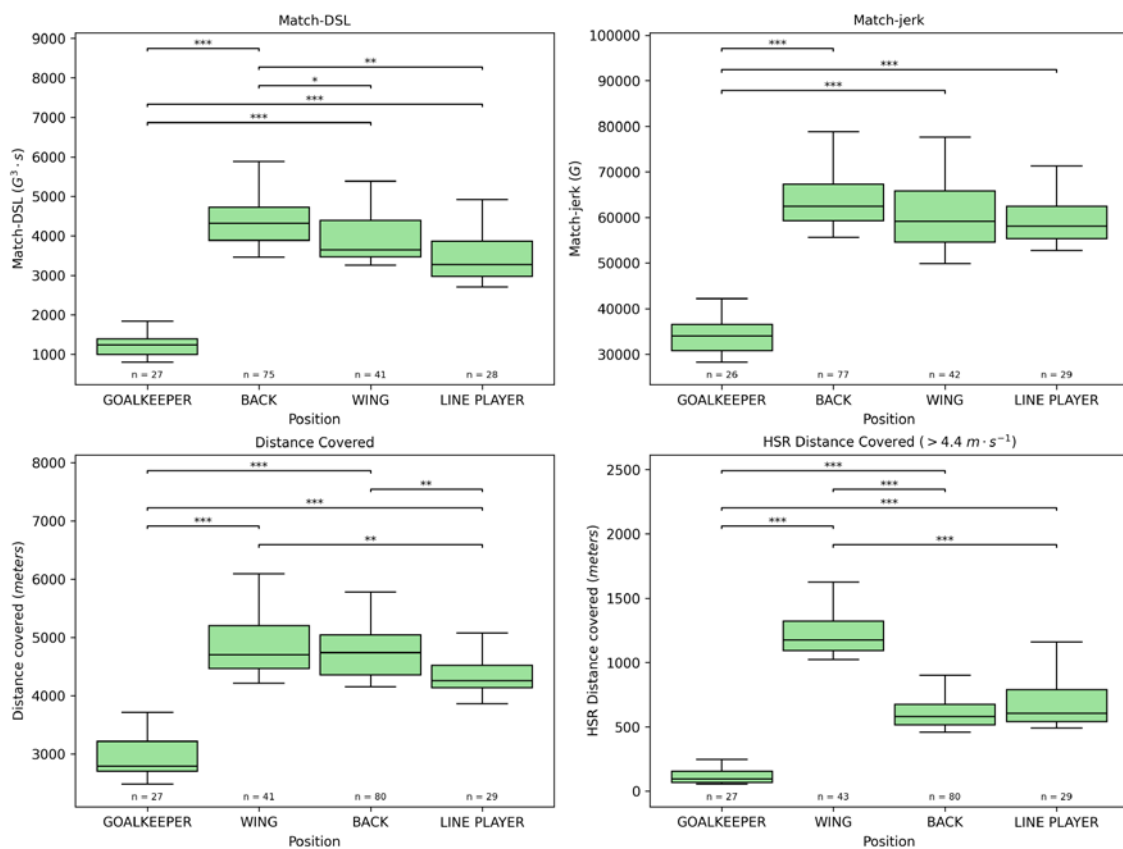 Match-DSL
9000
8000
7000
6000
5000
4000
3000
2000
1000
Match-DSL (G³ · s)
***
**
*
***
***
n = 27 n = 75 n = 41 n = 28
GOALKEEPER BACK WING LINE PLAYER
Position
Match-jerk
100000
90000
80000
70000
60000
50000
40000
30000
Match-jerk (G)
***
***
***
n = 26 n = 77 n = 42 n = 29
GOALKEEPER BACK WING LINE PLAYER
Position
Distance Covered
8000
7000
6000
5000
4000
3000
Distance covered (meters)
***
**
***
***
**
n = 27 n = 41 n = 80 n = 29
GOALKEEPER WING BACK LINE PLAYER
Position
HSR Distance Covered (> 4.4 m · s⁻¹)
2500
2000
1500
1000
500
0
HSR Distance covered (meters)
***
***
***
***
***
n = 27 n = 43 n = 80 n = 29
GOALKEEPER WING BACK LINE PLAYER
Position